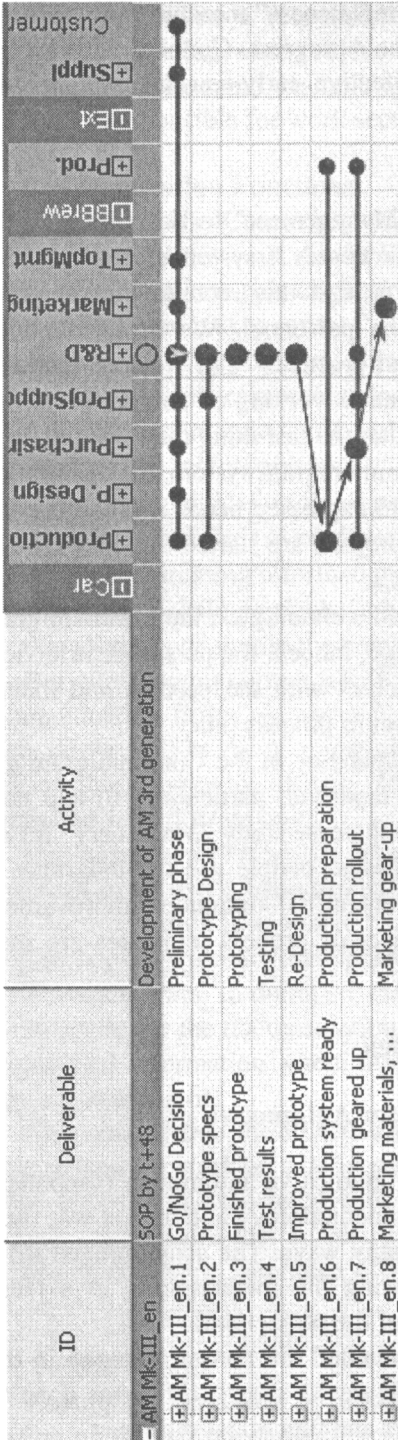 ID Deliverable Activity Car Productio P. Design Purchasir ProjSuppo R&D Marketing TopMgmt BBrew Prod. Ext Suppl Customer
AM Mk-III_en SOP by t+48 Development of AM 3rd generation
AM Mk-III_en.1 Go/NoGo Decision Preliminary phase
AM Mk-III_en.2 Prototype specs Prototype Design
AM Mk-III_en.3 Finished prototype Prototyping
AM Mk-III_en.4 Test results Testing
AM Mk-III_en.5 Improved prototype Re-Design
AM Mk-III_en.6 Production system ready Production preparation
AM Mk-III_en.7 Production geared up Production rollout
AM Mk-III_en.8 Marketing materials, ... Marketing gear-up